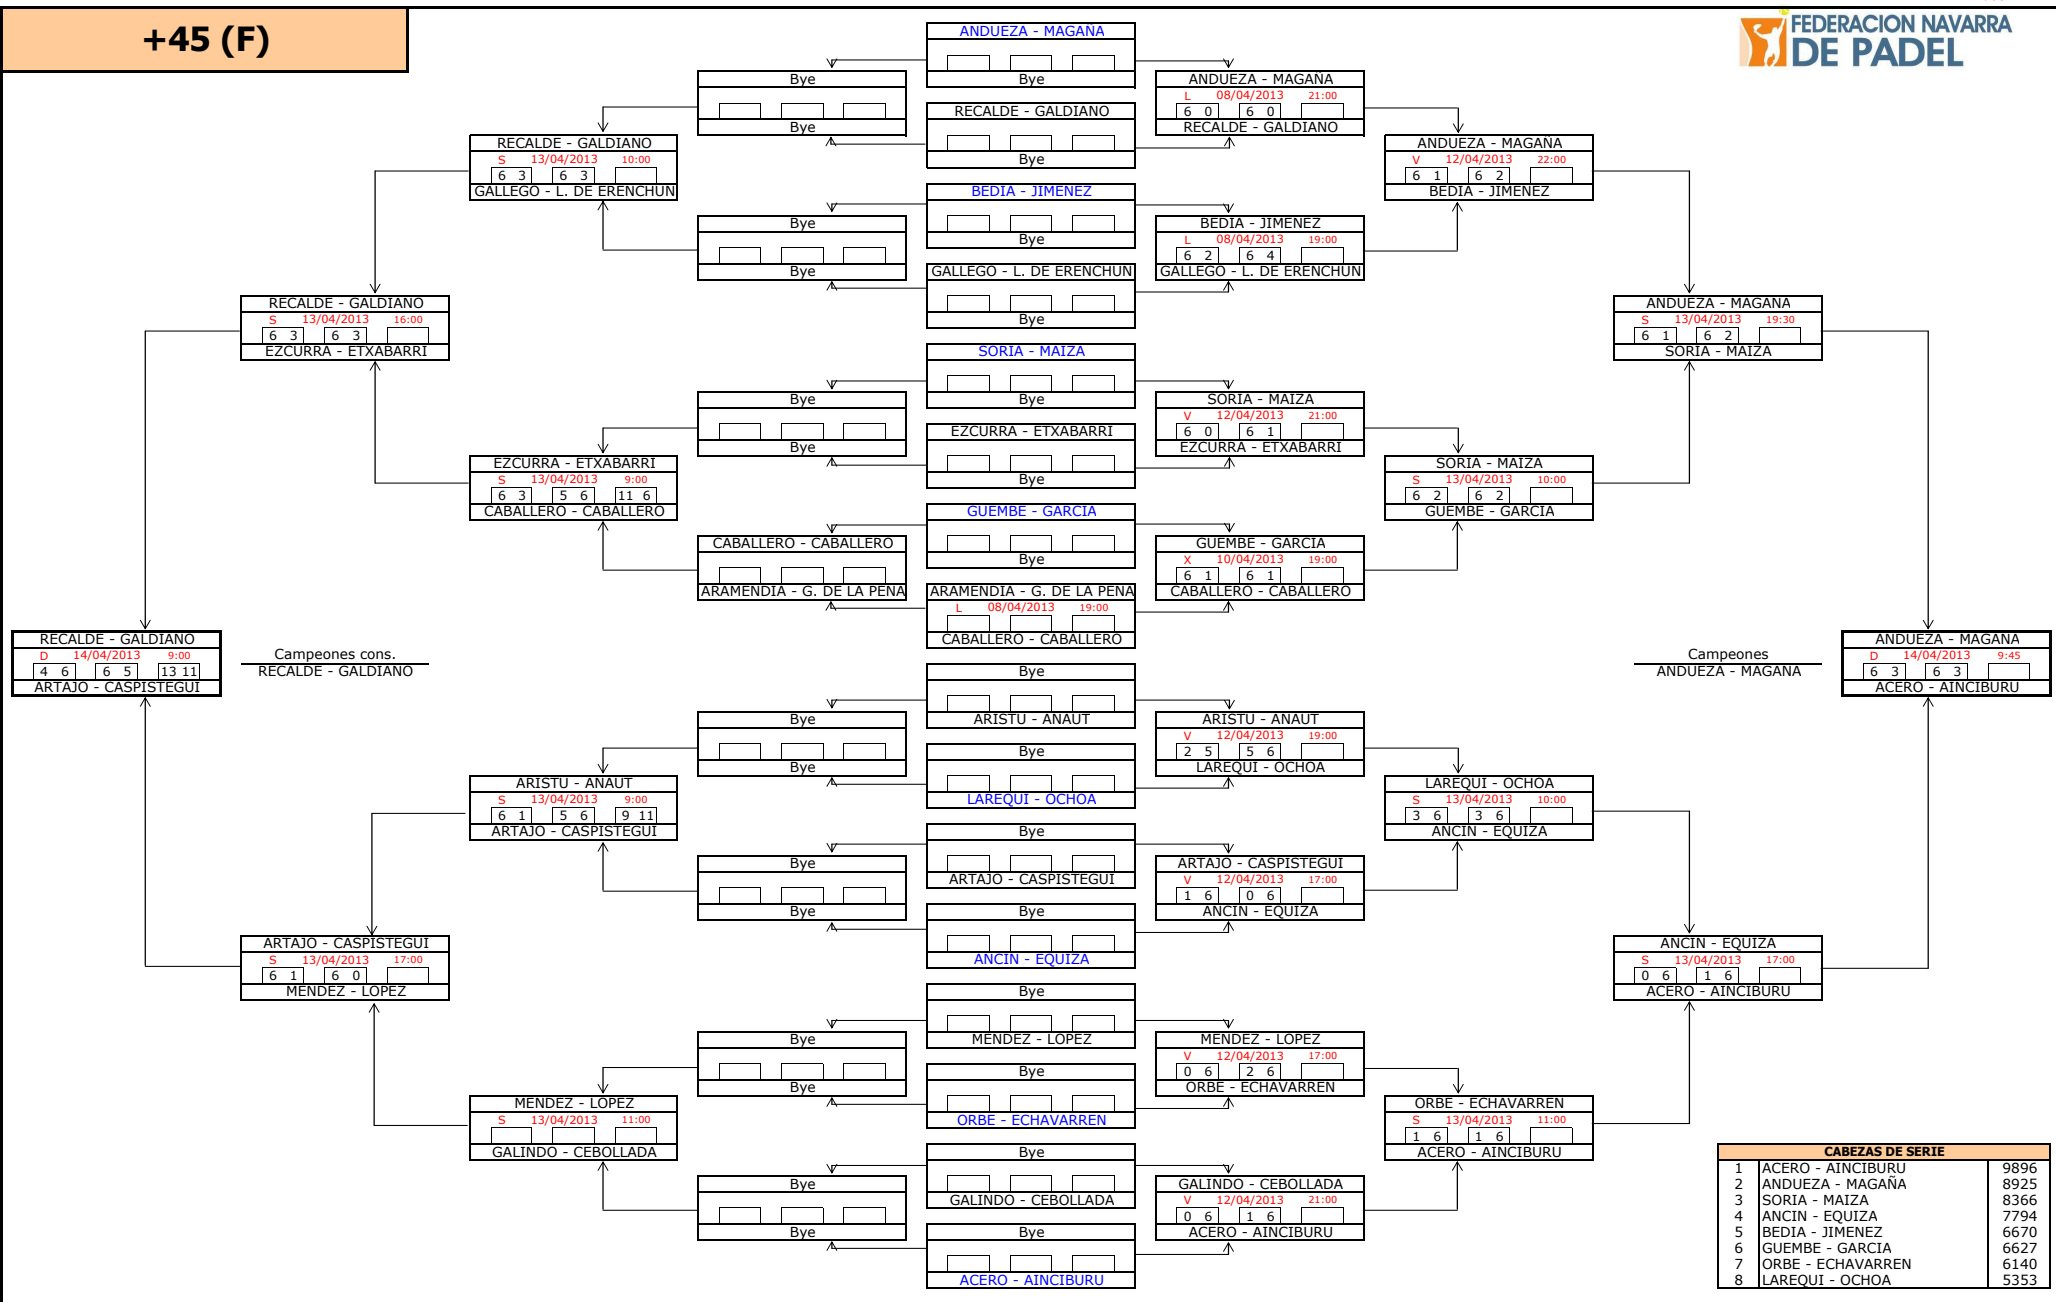 +45 (F)
FEDERACION NAVARRA
DE PADEL
RECALDE - GALDIANO
D 14/04/2013 9:00
4 6 6 5 13 11
ARTAJO - CASPISTEGUI
Campeones cons.
RECALDE - GALDIANO
RECALDE - GALDIANO
S 13/04/2013 16:00
6 3 6 3
EZCURRA - ETXABARRI
ARTAJO - CASPISTEGUI
S 13/04/2013 17:00
6 1 6 0
MENDEZ - LOPEZ
RECALDE - GALDIANO
S 13/04/2013 10:00
6 3 6 3
GALLEGO - L. DE ERENCHUN
EZCURRA - ETXABARRI
S 13/04/2013 9:00
6 3 5 6 11 6
CABALLERO - CABALLERO
ARISTU - ANAUT
S 13/04/2013 9:00
6 1 5 6 9 11
ARTAJO - CASPISTEGUI
MENDEZ - LOPEZ
S 13/04/2013 11:00
GALINDO - CEBOLLADA
Bye
Bye
Bye
Bye
Bye
Bye
CABALLERO - CABALLERO
ARAMENDIA - G. DE LA PEÑA
Bye
Bye
Bye
Bye
Bye
Bye
Bye
Bye
ANDUEZA - MAGAÑA
Bye
RECALDE - GALDIANO
Bye
BEDIA - JIMENEZ
Bye
GALLEGO - L. DE ERENCHUN
Bye
SORIA - MAIZA
Bye
EZCURRA - ETXABARRI
Bye
GUEMBE - GARCIA
Bye
ARAMENDIA - G. DE LA PEÑA
L 08/04/2013 19:00
CABALLERO - CABALLERO
Bye
ARISTU - ANAUT
Bye
LAREQUI - OCHOA
Bye
ARTAJO - CASPISTEGUI
Bye
ANCIN - EQUIZA
Bye
MENDEZ - LOPEZ
Bye
ORBE - ECHAVARREN
Bye
GALINDO - CEBOLLADA
Bye
ACERO - AINCIBURU
ANDUEZA - MAGAÑA
L 08/04/2013 21:00
6 0 6 0
RECALDE - GALDIANO
BEDIA - JIMENEZ
L 08/04/2013 19:00
6 2 6 4
GALLEGO - L. DE ERENCHUN
SORIA - MAIZA
V 12/04/2013 21:00
6 0 6 1
EZCURRA - ETXABARRI
GUEMBE - GARCIA
X 10/04/2013 19:00
6 1 6 1
CABALLERO - CABALLERO
ARISTU - ANAUT
V 12/04/2013 19:00
2 5 5 6
LAREQUI - OCHOA
ARTAJO - CASPISTEGUI
V 12/04/2013 17:00
1 6 0 6
ANCIN - EQUIZA
MENDEZ - LOPEZ
V 12/04/2013 17:00
0 6 2 6
ORBE - ECHAVARREN
GALINDO - CEBOLLADA
V 12/04/2013 21:00
0 6 1 6
ACERO - AINCIBURU
ANDUEZA - MAGAÑA
V 12/04/2013 22:00
6 1 6 2
BEDIA - JIMENEZ
SORIA - MAIZA
S 13/04/2013 10:00
6 2 6 2
GUEMBE - GARCIA
LAREQUI - OCHOA
S 13/04/2013 10:00
3 6 3 6
ANCIN - EQUIZA
ORBE - ECHAVARREN
S 13/04/2013 11:00
1 6 1 6
ACERO - AINCIBURU
ANDUEZA - MAGAÑA
S 13/04/2013 19:30
6 1 6 2
SORIA - MAIZA
ANCIN - EQUIZA
S 13/04/2013 17:00
0 6 1 6
ACERO - AINCIBURU
Campeones
ANDUEZA - MAGAÑA
ANDUEZA - MAGAÑA
D 14/04/2013 9:45
6 3 6 3
ACERO - AINCIBURU
CABEZAS DE SERIE
1 ACERO - AINCIBURU 9896
2 ANDUEZA - MAGAÑA 8925
3 SORIA - MAIZA 8366
4 ANCIN - EQUIZA 7794
5 BEDIA - JIMENEZ 6670
6 GUEMBE - GARCIA 6627
7 ORBE - ECHAVARREN 6140
8 LAREQUI - OCHOA 5353